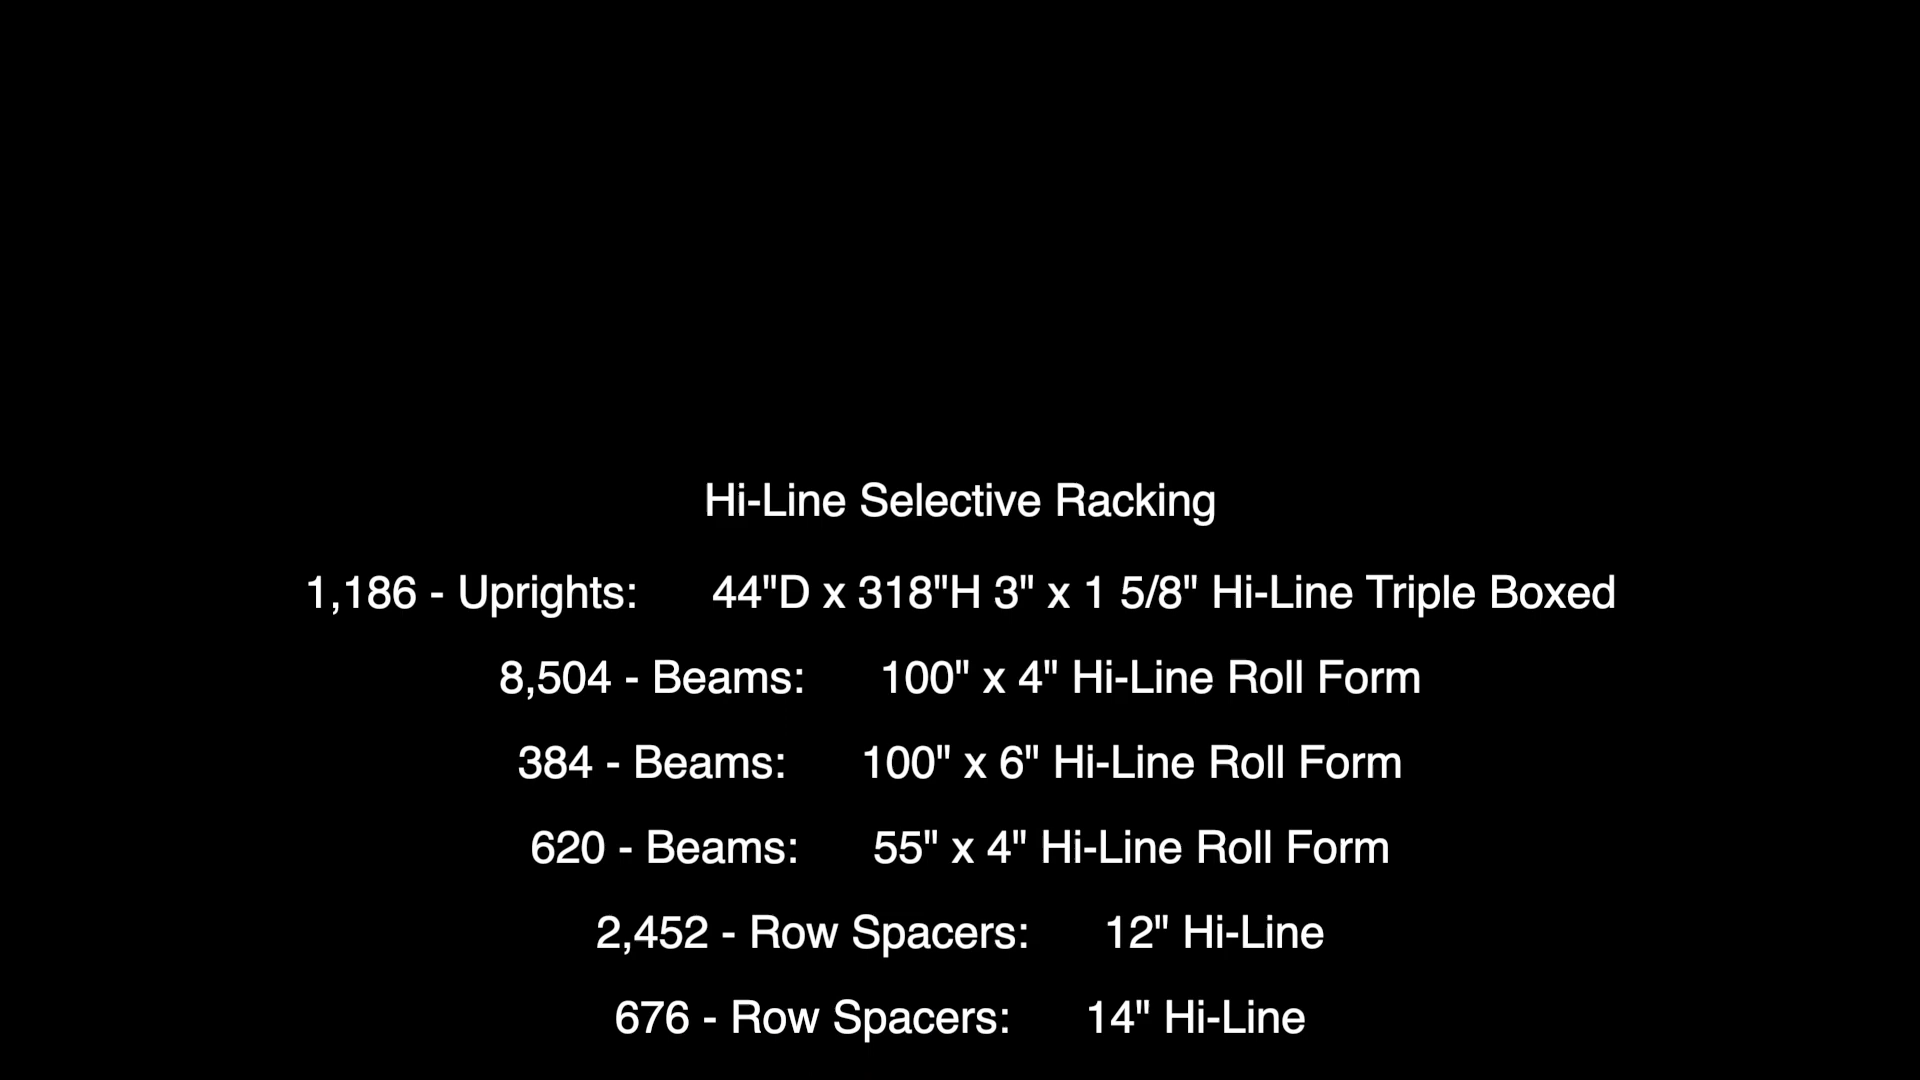 Hi-Line Selective Racking
1,186 - Uprights: 44"D x 318"H 3" x 1 5/8" Hi-Line Triple Boxed
8,504 - Beams: 100" x 4" Hi-Line Roll Form
384 - Beams: 100" x 6" Hi-Line Roll Form
620 - Beams: 55" x 4" Hi-Line Roll Form
2,452 - Row Spacers: 12" Hi-Line
676 - Row Spacers: 14" Hi-Line